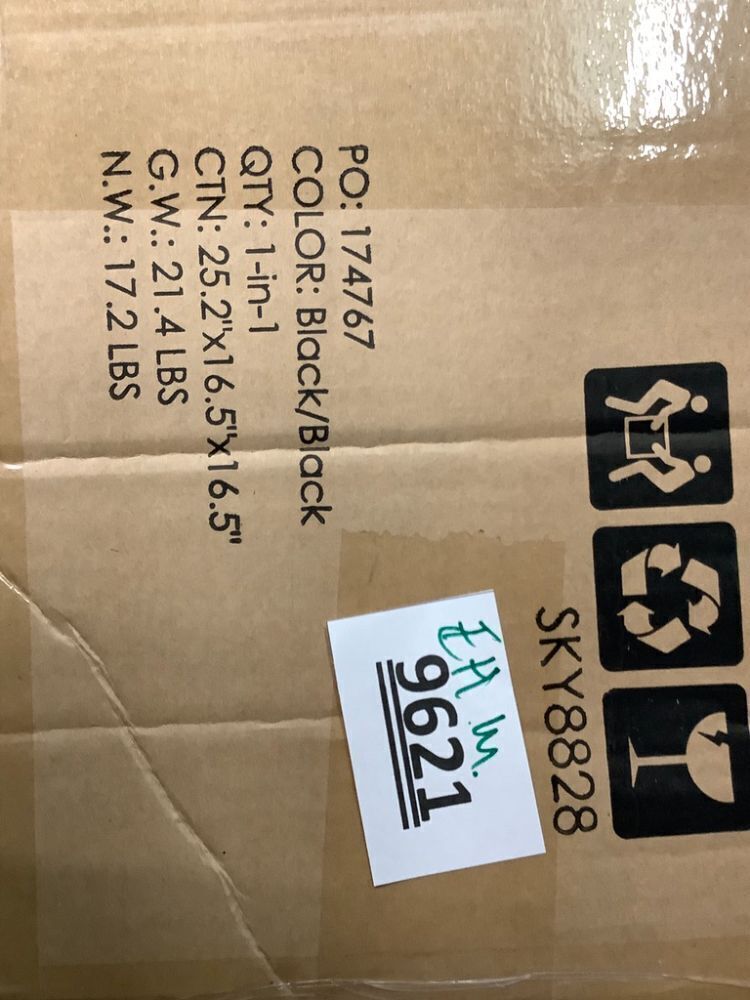 SKY8828
PO: 174767
COLOR: Black/Black
QTY: 1-in-1
CTN: 25.2"x16.5"x16.5"
G.W.: 21.4 LBS
N.W.: 17.2 LBS
9621